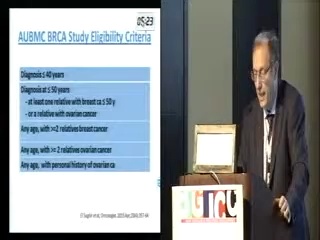 05:23
AUBMC BRCA Study Eligibility Criteria
Diagnosis ≤ 40 years
Diagnosis at ≤ 50 years
- at least one relative with breast ca ≤ 50 y
- or a relative with ovarian cancer
Any age, with >=2 relatives breast cancer
Any age, with >= 2 relatives ovarian cancer
Any age, with personal history of ovarian ca